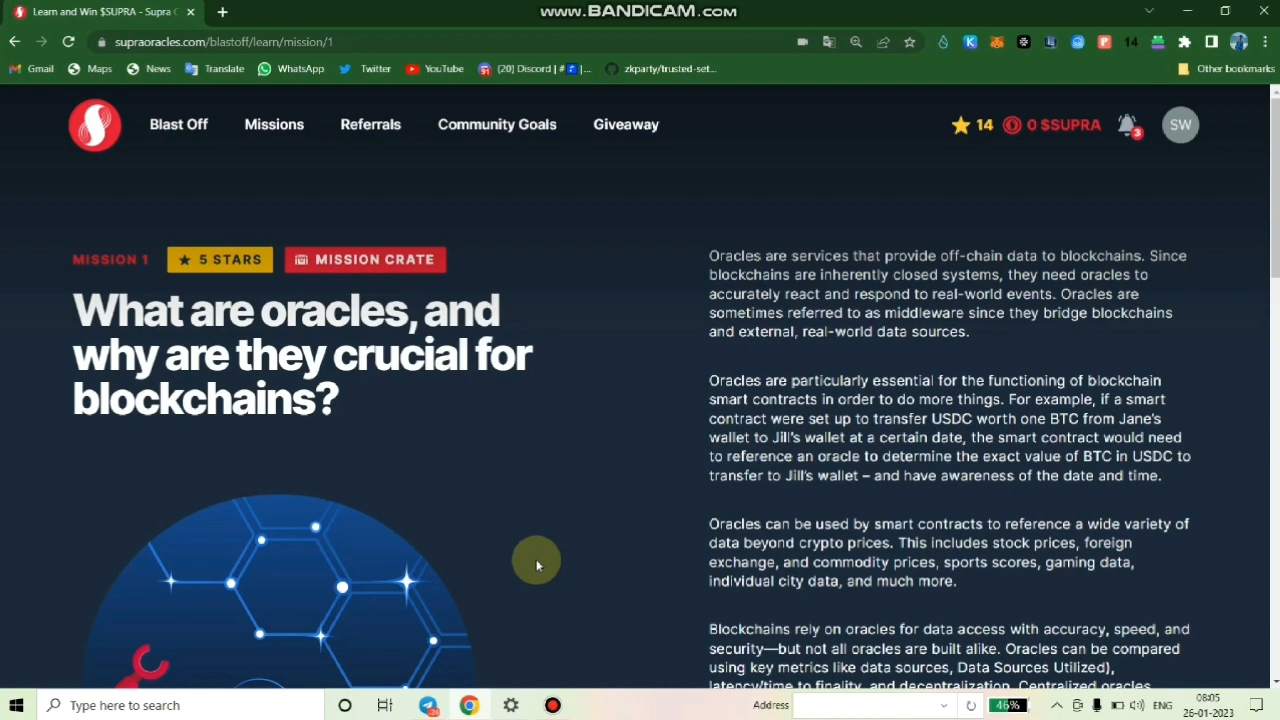 www.BANDICAM.com
Learn and Win $SUPRA - Supra
supraoracles.com/blastoff/learn/mission/1
14
Gmail Maps News Translate WhatsApp Twitter YouTube (20) Discord | #🎵|... zkparty/trusted-set... Other bookmarks
Blast Off Missions Referrals Community Goals Giveaway 14 0 $SUPRA 3 SW
MISSION 1 5 STARS MISSION CRATE
What are oracles, and
why are they crucial for
blockchains?
Oracles are services that provide off-chain data to blockchains. Since
blockchains are inherently closed systems, they need oracles to
accurately react and respond to real-world events. Oracles are
sometimes referred to as middleware since they bridge blockchains
and external, real-world data sources.
Oracles are particularly essential for the functioning of blockchain
smart contracts in order to do more things. For example, if a smart
contract were set up to transfer USDC worth one BTC from Jane's
wallet to Jill's wallet at a certain date, the smart contract would need
to reference an oracle to determine the exact value of BTC in USDC to
transfer to Jill's wallet – and have awareness of the date and time.
Oracles can be used by smart contracts to reference a wide variety of
data beyond crypto prices. This includes stock prices, foreign
exchange, and commodity prices, sports scores, gaming data,
individual city data, and much more.
Blockchains rely on oracles for data access with accuracy, speed, and
security—but not all oracles are built alike. Oracles can be compared
using key metrics like data sources, Data Sources Utilized),
latency/time to finality, and decentralization. Centralized oracles
Type here to search
Address
46%
ENG
08:05
26-01-2023